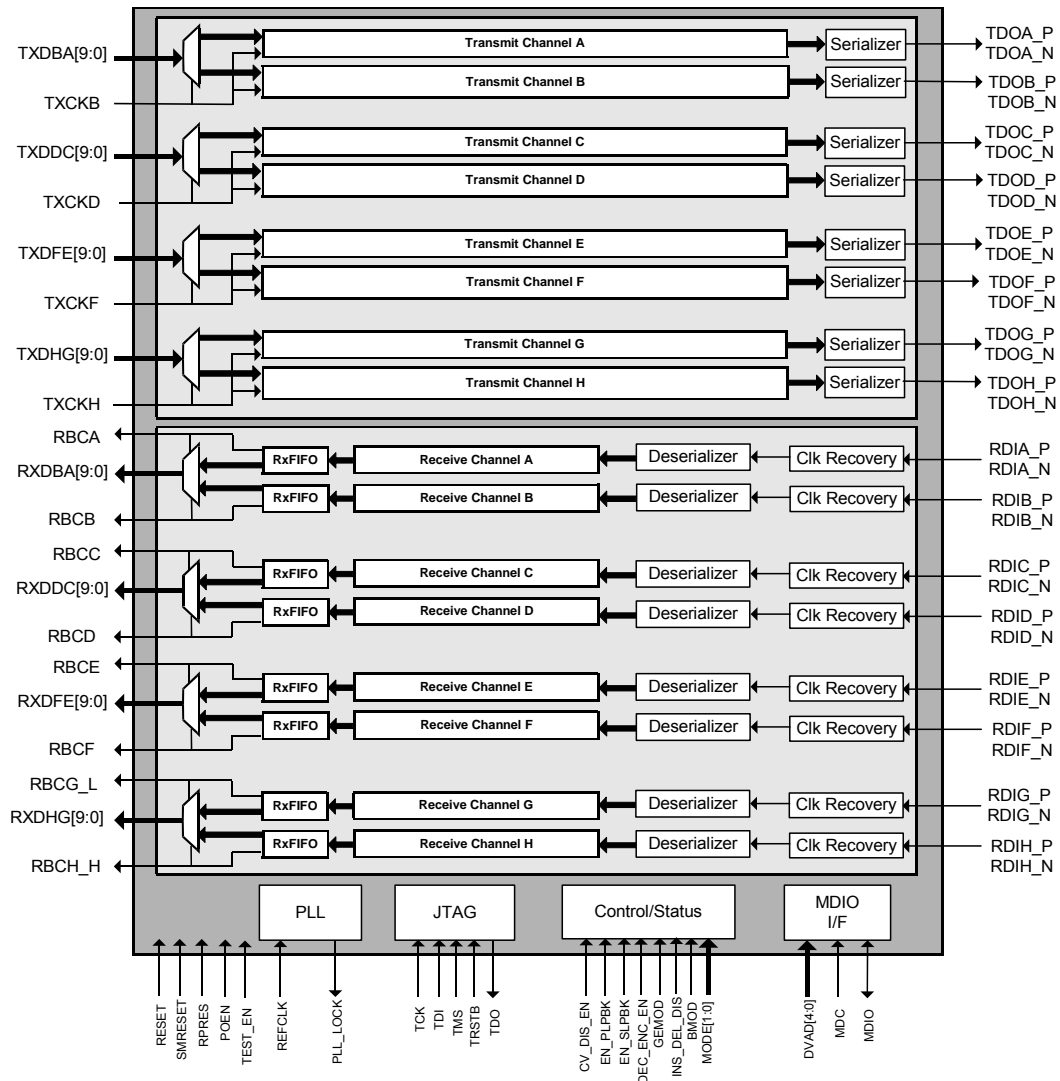 TXDBA[9:0]
TXCKB
Transmit Channel A
Serializer
TDOA_P
TDOA_N
Transmit Channel B
Serializer
TDOB_P
TDOB_N
TXDDC[9:0]
TXCKD
Transmit Channel C
Serializer
TDOC_P
TDOC_N
Transmit Channel D
Serializer
TDOD_P
TDOD_N
TXDFE[9:0]
TXCKF
Transmit Channel E
Serializer
TDOE_P
TDOE_N
Transmit Channel F
Serializer
TDOF_P
TDOF_N
TXDHG[9:0]
TXCKH
Transmit Channel G
Serializer
TDOG_P
TDOG_N
Transmit Channel H
Serializer
TDOH_P
TDOH_N
RBCA
RXDBA[9:0]
RBCB
RxFIFO
Receive Channel A
Deserializer
Clk Recovery
RDIA_P
RDIA_N
RxFIFO
Receive Channel B
Deserializer
Clk Recovery
RDIB_P
RDIB_N
RBCC
RXDDC[9:0]
RBCD
RxFIFO
Receive Channel C
Deserializer
Clk Recovery
RDIC_P
RDIC_N
RxFIFO
Receive Channel D
Deserializer
Clk Recovery
RDID_P
RDID_N
RBCE
RXDFE[9:0]
RBCF
RxFIFO
Receive Channel E
Deserializer
Clk Recovery
RDIE_P
RDIE_N
RxFIFO
Receive Channel F
Deserializer
Clk Recovery
RDIF_P
RDIF_N
RBCG_L
RXDHG[9:0]
RBCH_H
RxFIFO
Receive Channel G
Deserializer
Clk Recovery
RDIG_P
RDIG_N
RxFIFO
Receive Channel H
Deserializer
Clk Recovery
RDIH_P
RDIH_N
PLL
JTAG
Control/Status
MDIO
I/F
RESET
SMRESET
RPRES
POEN
TEST_EN
REFCLK
PLL_LOCK
TCK
TDI
TMS
TRSTB
TDO
CV_DIS_EN
EN_PLPBK
EN_SLPBK
DEC_ENC_EN
GEMOD
INS_DEL_DIS
BMOD
MODE[1:0]
DVAD[4:0]
MDC
MDIO